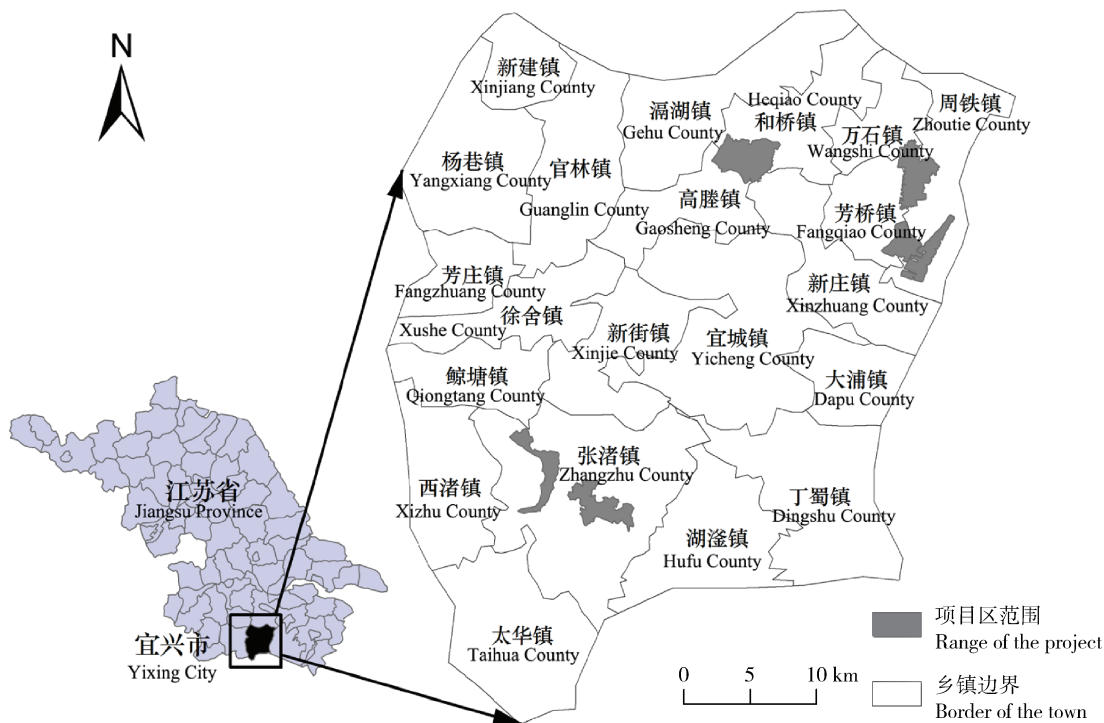 N
新建镇
Xinjiang County
滆湖镇
Gehu County
Heqiao County
和桥镇
周铁镇
Zhoutie County
万石镇
Wangshi County
杨巷镇
Yangxiang County
官林镇
Guanglin County
高塍镇
Gaosheng County
芳桥镇
Fangqiao County
芳庄镇
Fangzhuang County
新庄镇
Xinzhuang County
徐舍镇
Xushe County
新街镇
Xinjie County
宜城镇
Yicheng County
鲸塘镇
Qiongtang County
大浦镇
Dapu County
张渚镇
Zhangzhu County
西渚镇
Xizhu County
丁蜀镇
Dingshu County
湖滏镇
Hufu County
太华镇
Taihua County
江苏省
Jiangsu Province
宜兴市
Yixing City
0 5 10 km
项目区范围
Range of the project
乡镇边界
Border of the town